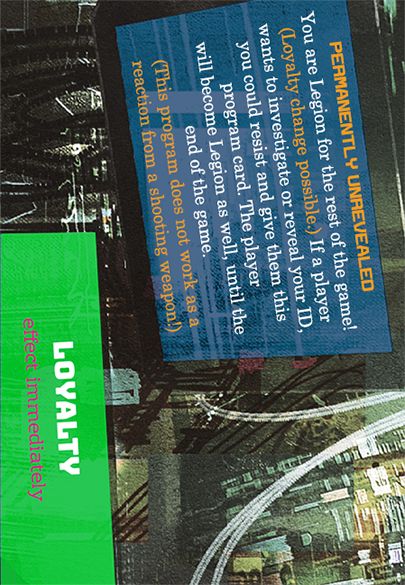 PERMANENTLY UNREVEALED
You are Legion for the rest of the game!
(Loyalty change possible.) If a player
wants to investigate or reveal your ID,
you could resist and give them this
program card. The player
will become Legion as well, until the
end of the game.
(This program does not work as a
reaction from a shooting weapon!)
LOYALTY
effect immediately